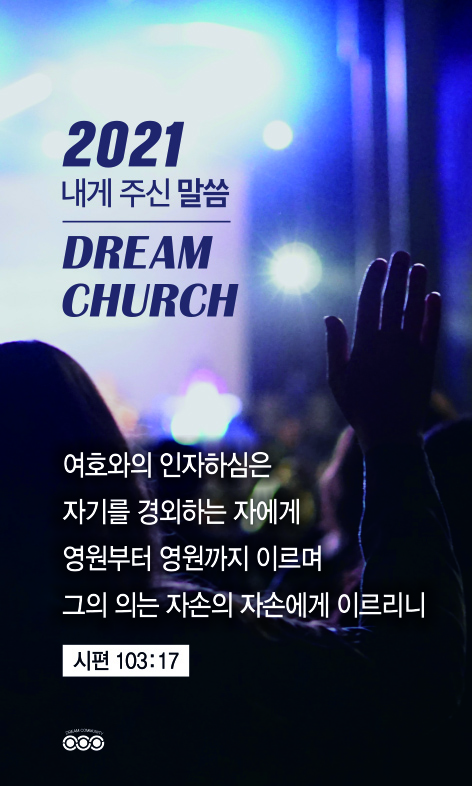 2021
내게 주신 말씀
DREAM
CHURCH
여호와의 인자하심은
자기를 경외하는 자에게
영원부터 영원까지 이르며
그의 의는 자손의 자손에게 이르리니
시편 103:17
DREAM COMMUNITY